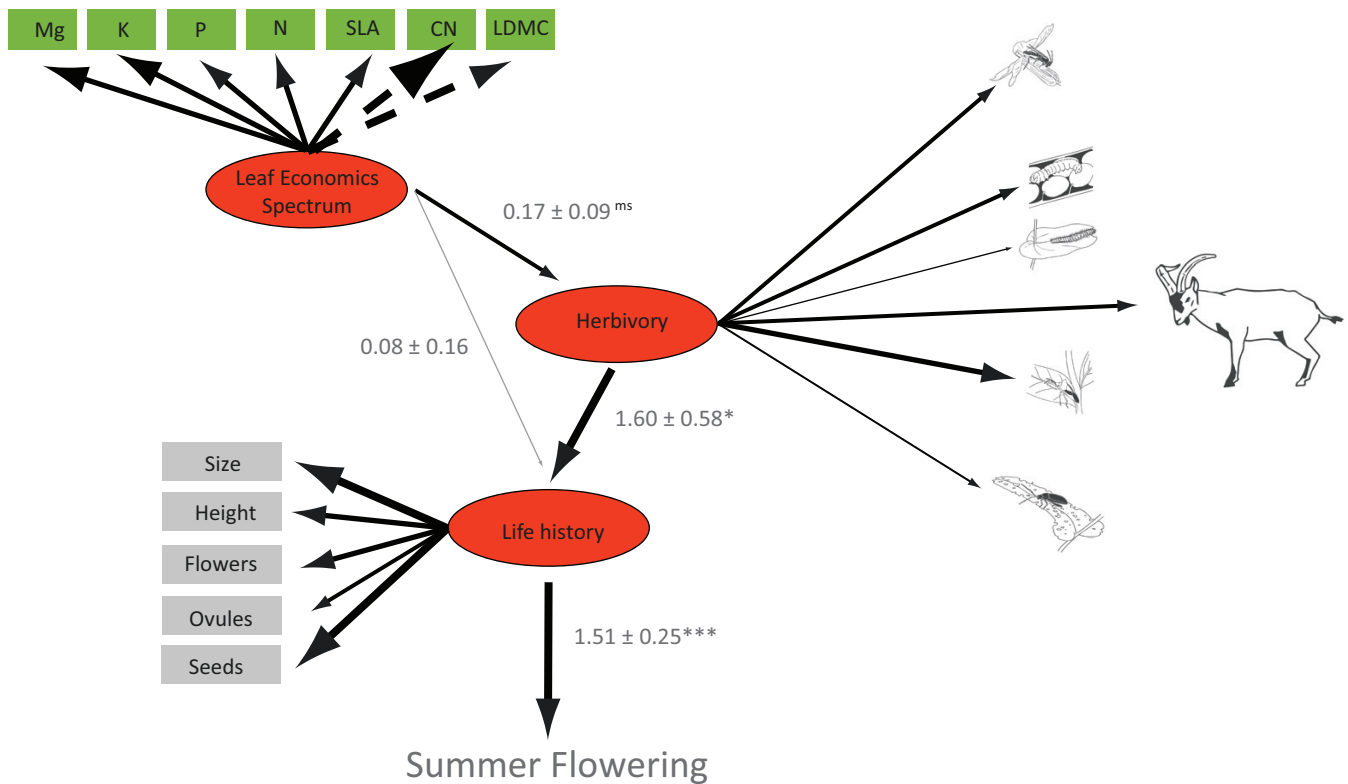 Mg K P N SLA CN LDMC
Leaf Economics
Spectrum
0.17 ± 0.09 ms
Herbivory
0.08 ± 0.16
1.60 ± 0.58*
Size
Height
Flowers
Ovules
Seeds
Life history
1.51 ± 0.25***
Summer Flowering